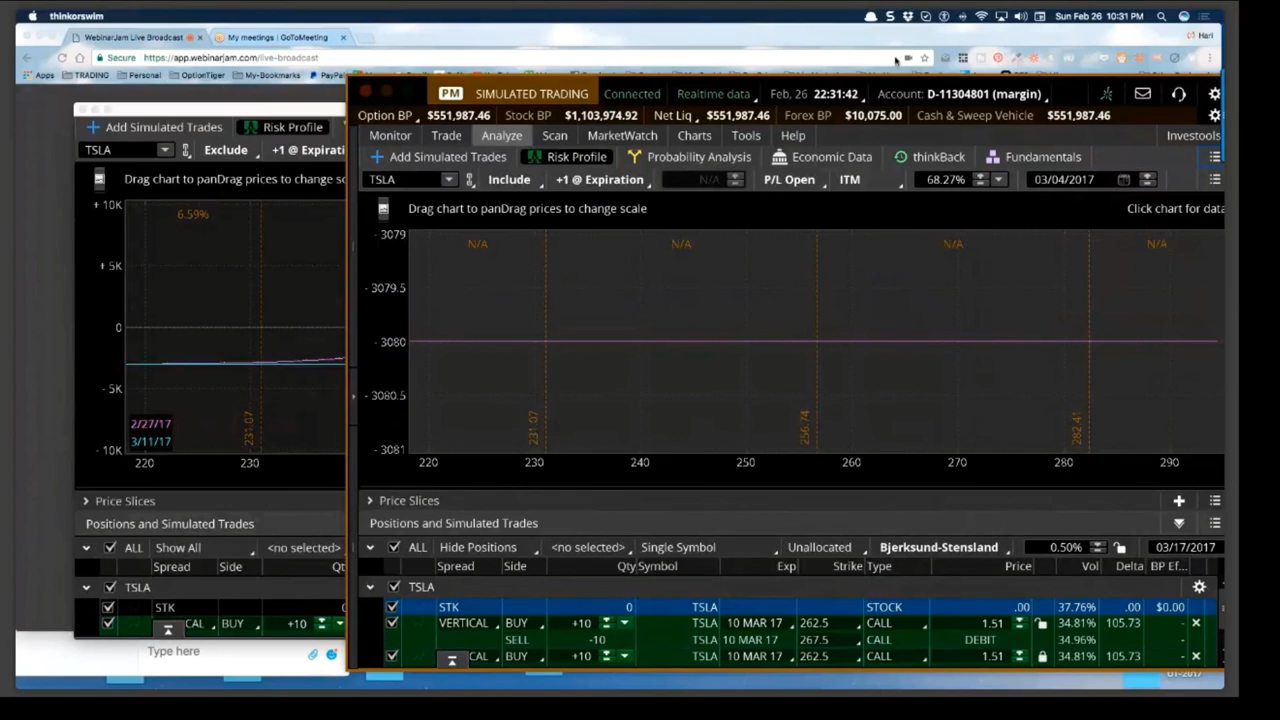 thinkorswim
Sun Feb 26 10:31 PM
WebinarJam Live Broadcast
My meetings | GoToMeeting
Hari
Secure https://app.webinarjam.com/live-broadcast
Apps TRADING Personal OptionTiger My-Bookmarks PayPa
PM SIMULATED TRADING Connected Realtime data Feb, 26 22:31:42 Account: D-11304801 (margin)
Option BP $551,987.46 Stock BP $1,103,974.92 Net Liq $551,987.46 Forex BP $10,075.00 Cash & Sweep Vehicle $551,987.46
Monitor Trade Analyze Scan MarketWatch Charts Tools Help Investools
Add Simulated Trades Risk Profile Probability Analysis Economic Data thinkBack Fundamentals
TSLA Include +1 @ Expiration N/A P/L Open ITM 68.27% 03/04/2017
Drag chart to panDrag prices to change scale Click chart for data
-3079 N/A N/A N/A N/A
-3079.5
-3080
-3080.5
-3081 231.07 256.74 282.41
220 230 240 250 260 270 280 290
Price Slices
Positions and Simulated Trades
ALL Hide Positions <no selected> Single Symbol Unallocated Bjerksund-Stensland 0.50% 03/17/2017
Spread Side Qty Symbol Exp Strike Type Price Vol Delta BP Ef...
TSLA
STK 0 TSLA STOCK .00 37.76% .00 $0.00
VERTICAL BUY +10 TSLA 10 MAR 17 262.5 CALL 1.51 34.81% 105.73
SELL -10 TSLA 10 MAR 17 267.5 CALL DEBIT 34.96%
CAL BUY +10 TSLA 10 MAR 17 262.5 CALL 1.51 34.81% 105.73
Add Simulated Trades Risk Profile
TSLA Exclude +1 @ Expirati
Drag chart to panDrag prices to change sc
+ 10K 6.59%
+ 5K
0
- 5K
2/27/17
3/11/17
- 10K 231.07
220 230
Price Slices
Positions and Simulated Trades
ALL Show All <no selected>
Spread Side Qt
TSLA
STK 0
CAL BUY +10
Type here
01-2017